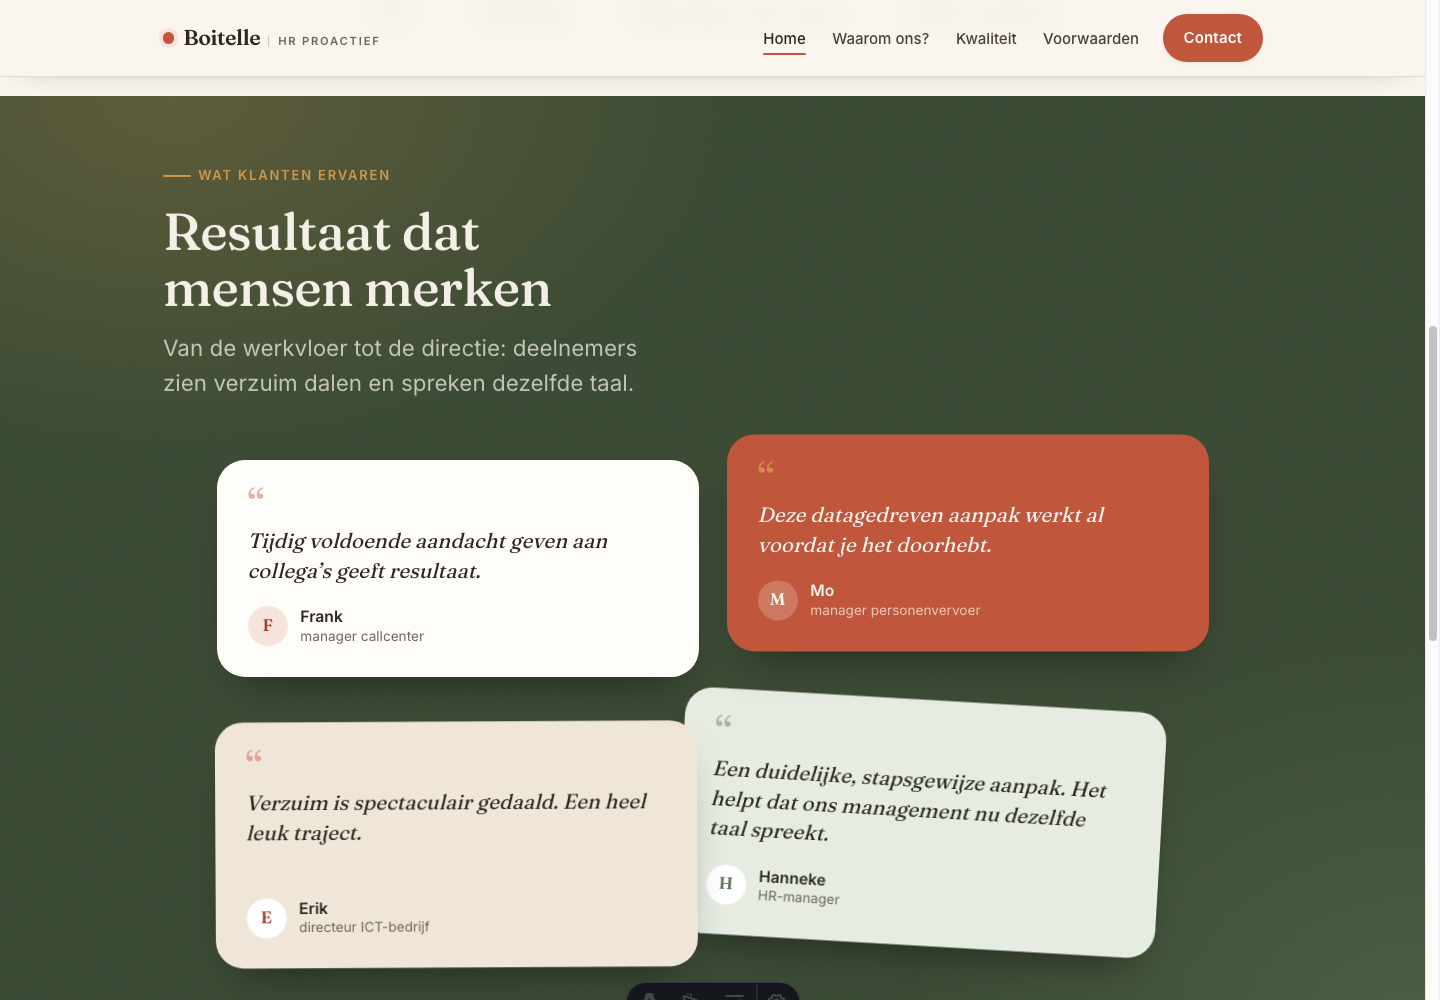 Boitelle | HR PROACTIEF
Home
Waarom ons?
Kwaliteit
Voorwaarden
Contact
WAT KLANTEN ERVAREN
Resultaat dat
mensen merken
Van de werkvloer tot de directie: deelnemers
zien verzuim dalen en spreken dezelfde taal.
“
Tijdig voldoende aandacht geven aan
collega’s geeft resultaat.
F
Frank
manager callcenter
“
Deze datagedreven aanpak werkt al
voordat je het doorhebt.
M
Mo
manager personenvervoer
“
Verzuim is spectaculair gedaald. Een heel
leuk traject.
E
Erik
directeur ICT-bedrijf
“
Een duidelijke, stapsgewijze aanpak. Het
helpt dat ons management nu dezelfde
taal spreekt.
H
Hanneke
HR-manager